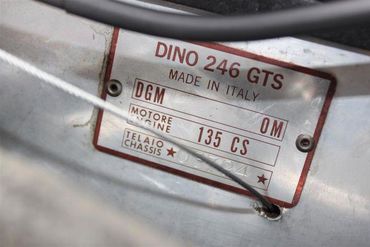 DINO 246 GTS
MADE IN ITALY
DGM OM
MOTORE
ENGINE 135 CS
TELAIO
CHASSIS ★ ★